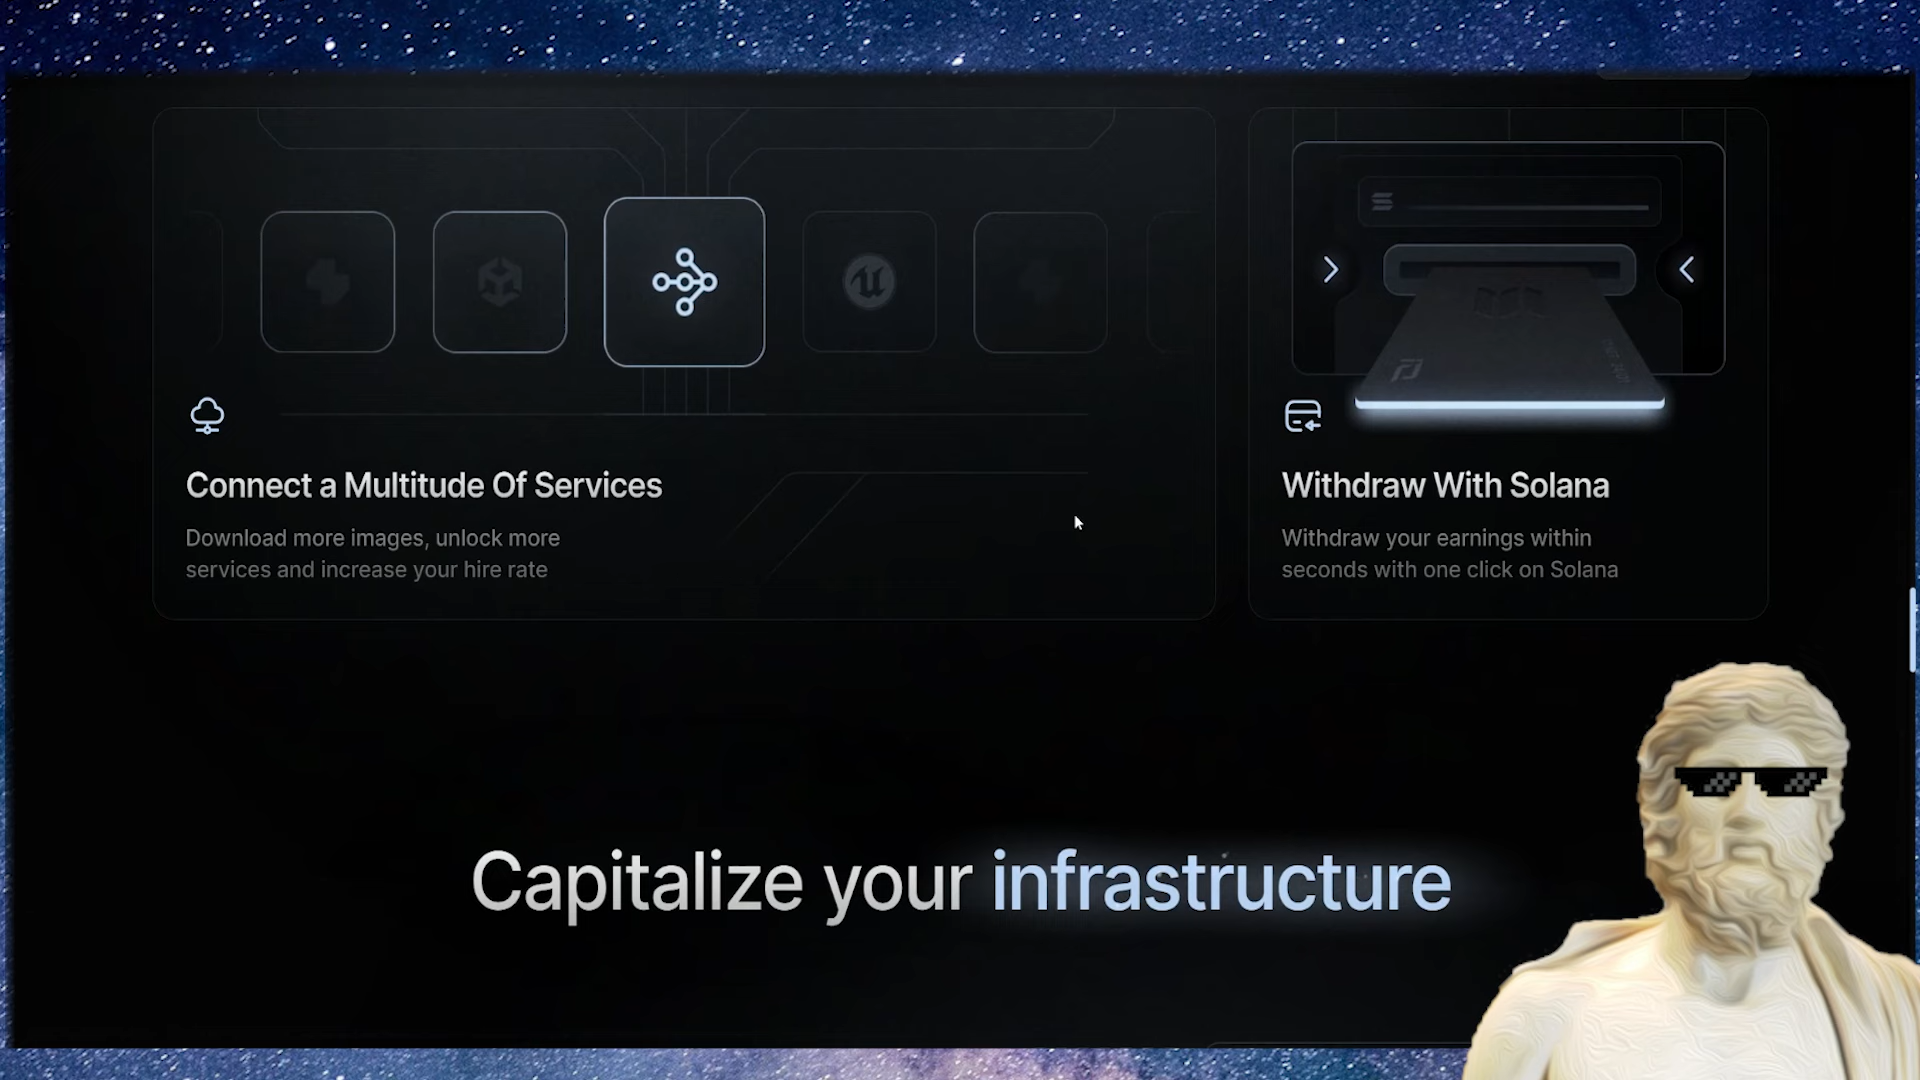 Connect a Multitude Of Services
Download more images, unlock more
services and increase your hire rate
Withdraw With Solana
Withdraw your earnings within
seconds with one click on Solana
Capitalize your infrastructure